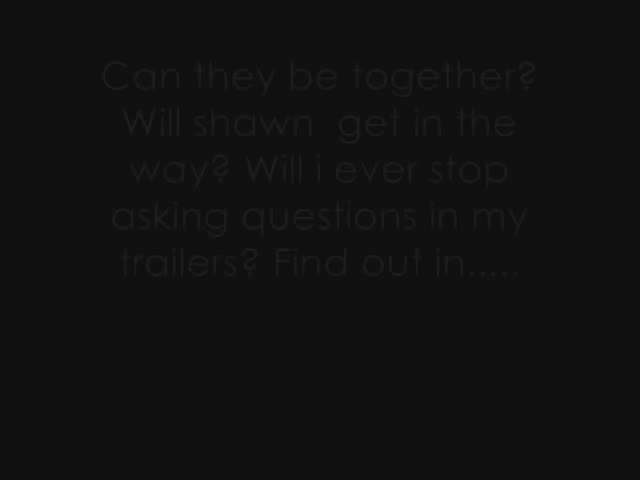 Can they be together?
Will shawn  get in the
way? Will i ever stop
asking questions in my
trailers? Find out in.....